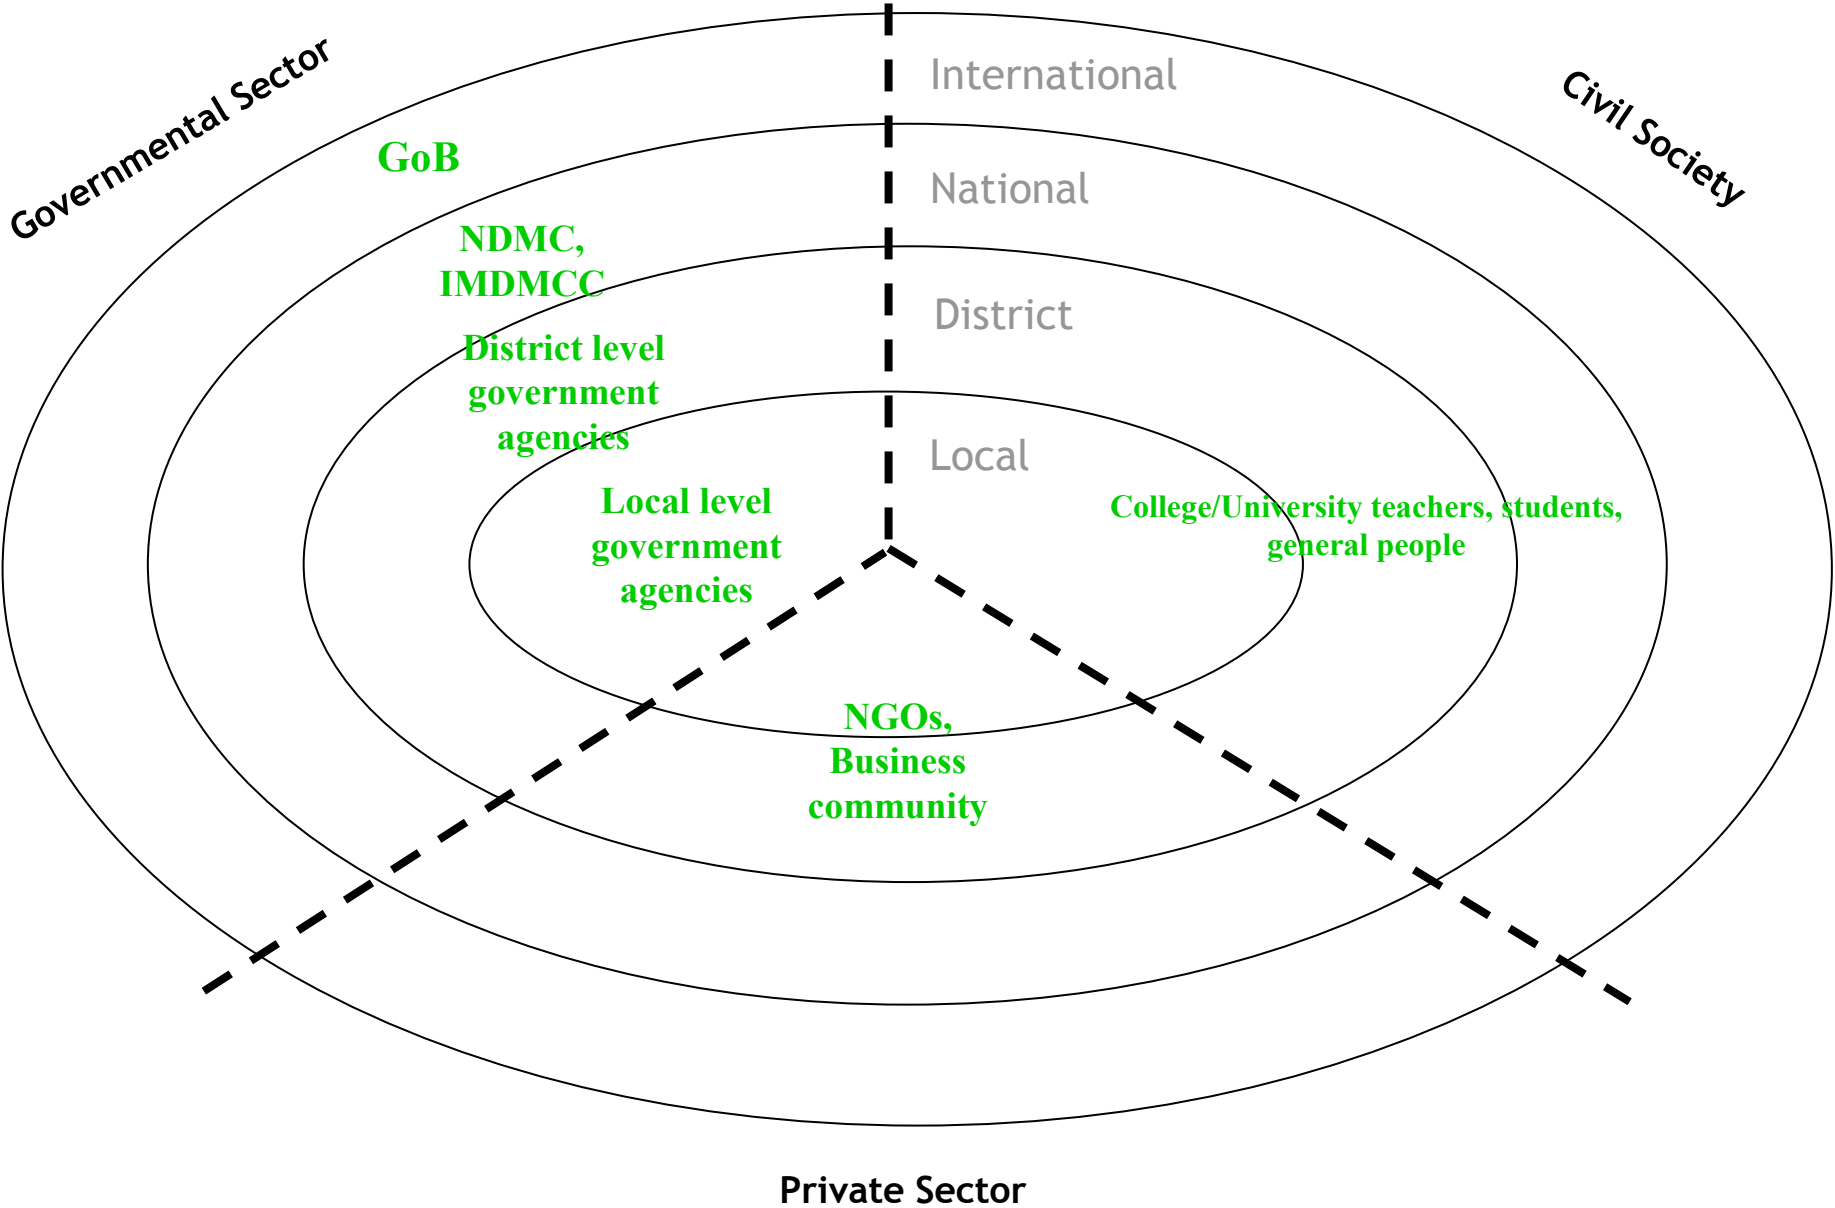 Governmental Sector
Civil Society
International
GoB
National
NDMC,
IMDMCC
District
District level
government
agencies
Local
Local level
government
agencies
College/University teachers, students,
general people
NGOs,
Business
community
Private Sector